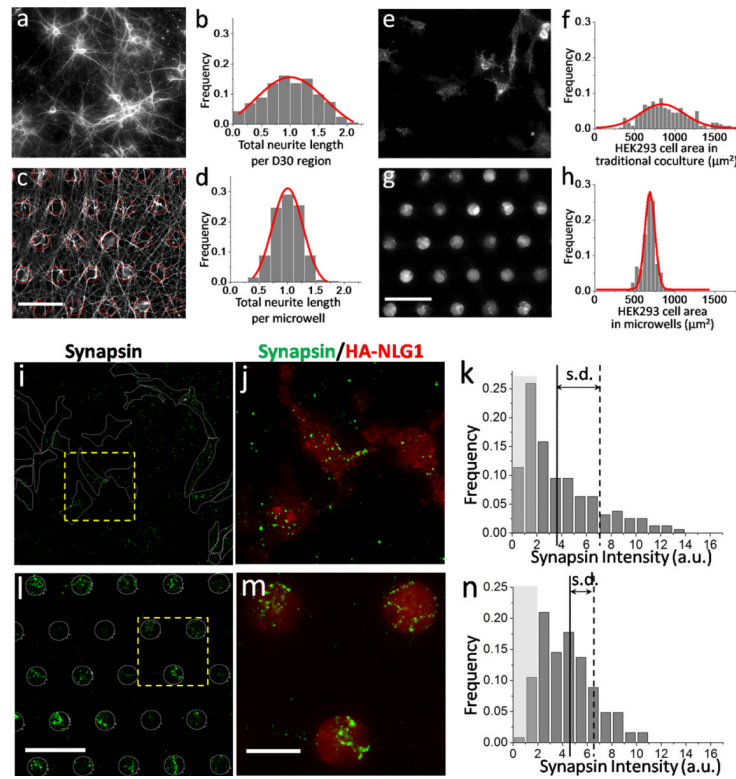 a
b
Frequency
0.3
0.2
0.1
0.0
0.0 0.5 1.0 1.5 2.0
Total neurite length
per D30 region
c
d
Frequency
0.3
0.2
0.1
0.0
0.0 0.5 1.0 1.5 2.0
Total neurite length
per microwell
e
f
Frequency
0.3
0.2
0.1
0.0
0 500 1000 1500
HEK293 cell area in
traditional coculture (µm²)
g
h
Frequency
0.3
0.2
0.1
0.0
0 500 1000 1500
HEK293 cell area
in microwells (µm²)
Synapsin
Synapsin/HA-NLG1
i
j
k
s.d.
Frequency
0.25
0.20
0.15
0.10
0.05
0.00
0 2 4 6 8 10 12 14 16
Synapsin Intensity (a.u.)
l
m
n
s.d.
Frequency
0.25
0.20
0.15
0.10
0.05
0.00
0 2 4 6 8 10 12 14 16
Synapsin Intensity (a.u.)